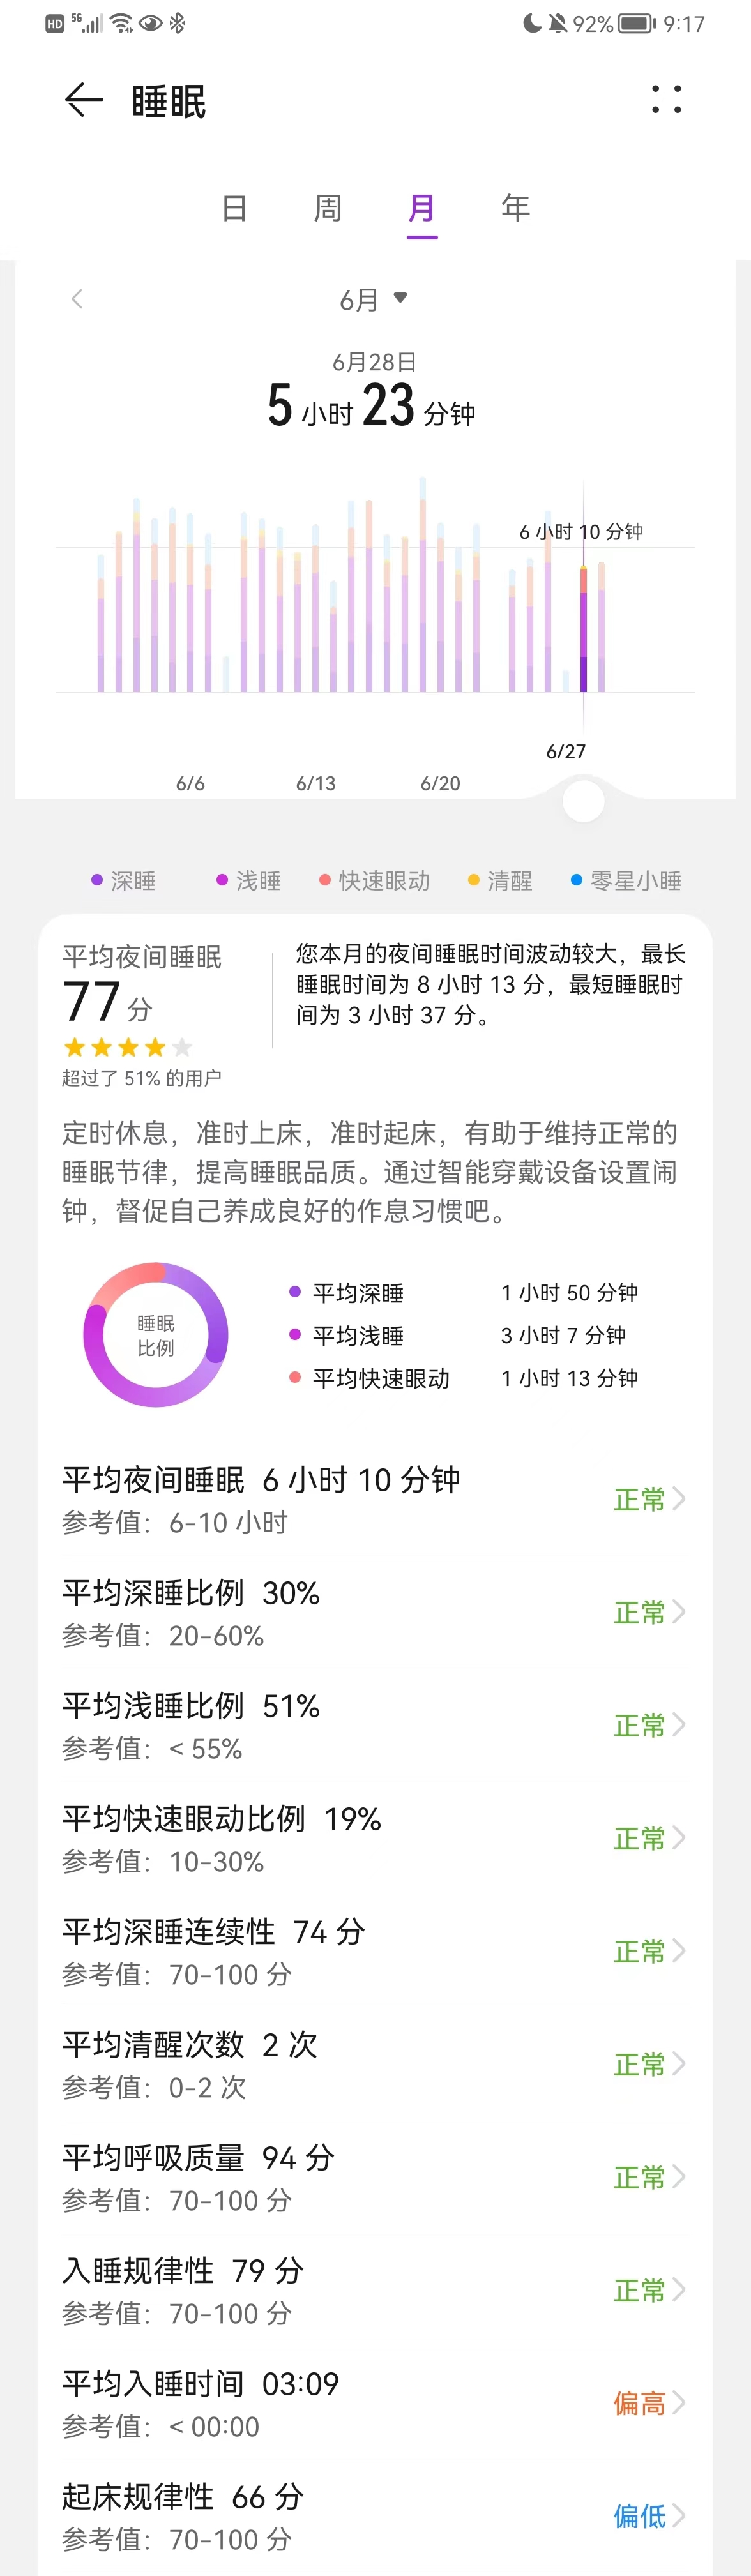 HD 5G 92% 9:17
睡眠
日 周 月 年
6月
6月28日
5 小时 23 分钟
6 小时 10 分钟
6/27
6/6 6/13 6/20
深睡 浅睡 快速眼动 清醒 零星小睡
平均夜间睡眠
77 分
超过了 51% 的用户
您本月的夜间睡眠时间波动较大，最长
睡眠时间为 8 小时 13 分，最短睡眠时
间为 3 小时 37 分。
定时休息，准时上床，准时起床，有助于维持正常的
睡眠节律，提高睡眠品质。通过智能穿戴设备设置闹
钟，督促自己养成良好的作息习惯吧。
睡眠
比例
平均深睡 1 小时 50 分钟
平均浅睡 3 小时 7 分钟
平均快速眼动 1 小时 13 分钟
平均夜间睡眠 6 小时 10 分钟
参考值：6-10 小时
正常
平均深睡比例 30%
参考值：20-60%
正常
平均浅睡比例 51%
参考值：< 55%
正常
平均快速眼动比例 19%
参考值：10-30%
正常
平均深睡连续性 74 分
参考值：70-100 分
正常
平均清醒次数 2 次
参考值：0-2 次
正常
平均呼吸质量 94 分
参考值：70-100 分
正常
入睡规律性 79 分
参考值：70-100 分
正常
平均入睡时间 03:09
参考值：< 00:00
偏高
起床规律性 66 分
参考值：70-100 分
偏低